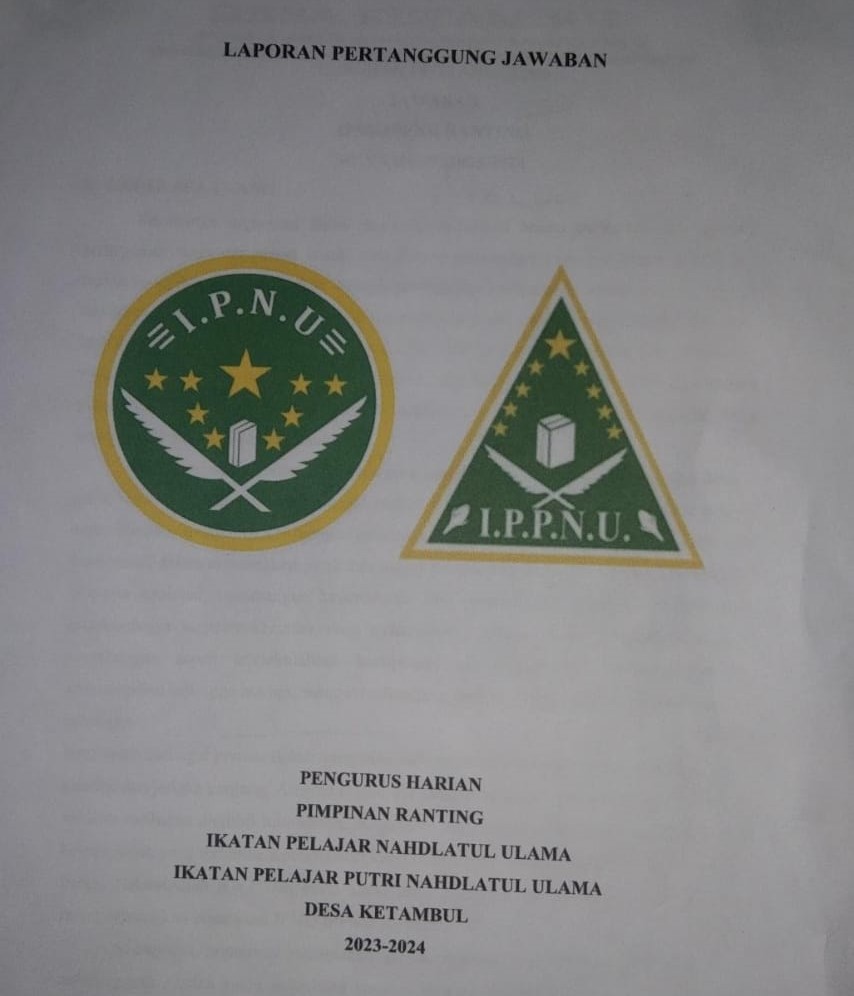 LAPORAN PERTANGGUNG JAWABAN
I.P.N.U
I.P.P.N.U.
PENGURUS HARIAN
PIMPINAN RANTING
IKATAN PELAJAR NAHDLATUL ULAMA
IKATAN PELAJAR PUTRI NAHDLATUL ULAMA
DESA KETAMBUL
2023-2024